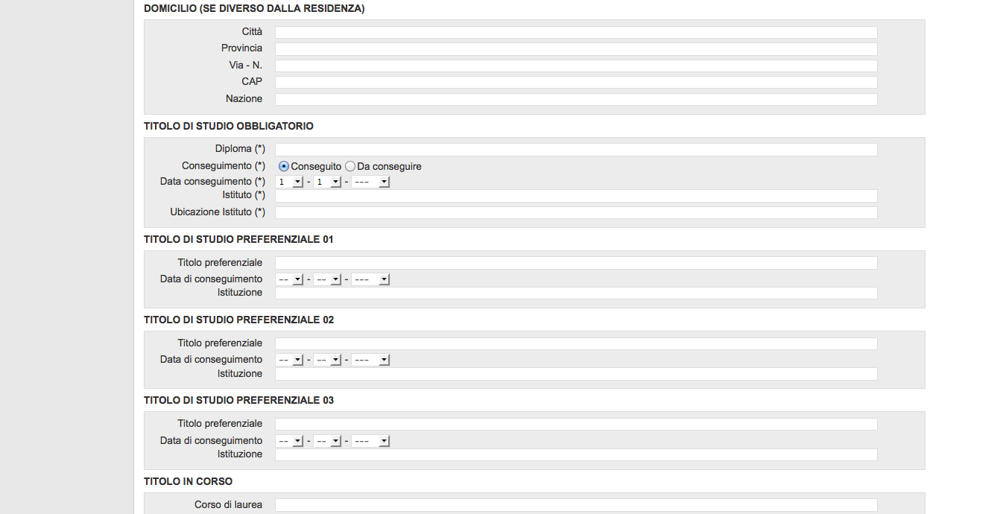 DOMICILIO (SE DIVERSO DALLA RESIDENZA)
Città
Provincia
Via - N.
CAP
Nazione
TITOLO DI STUDIO OBBLIGATORIO
Diploma (*)
Conseguimento (*) Conseguito Da conseguire
Data conseguimento (*) 1 - 1 - ---
Istituto (*)
Ubicazione Istituto (*)
TITOLO DI STUDIO PREFERENZIALE 01
Titolo preferenziale
Data di conseguimento -- - -- - ---
Istituzione
TITOLO DI STUDIO PREFERENZIALE 02
Titolo preferenziale
Data di conseguimento -- - -- - ---
Istituzione
TITOLO DI STUDIO PREFERENZIALE 03
Titolo preferenziale
Data di conseguimento -- - -- - ---
Istituzione
TITOLO IN CORSO
Corso di laurea